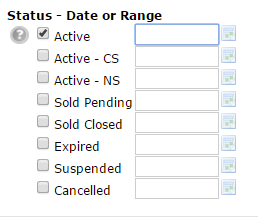 Status - Date or Range
? Active
Active - CS
Active - NS
Sold Pending
Sold Closed
Expired
Suspended
Cancelled